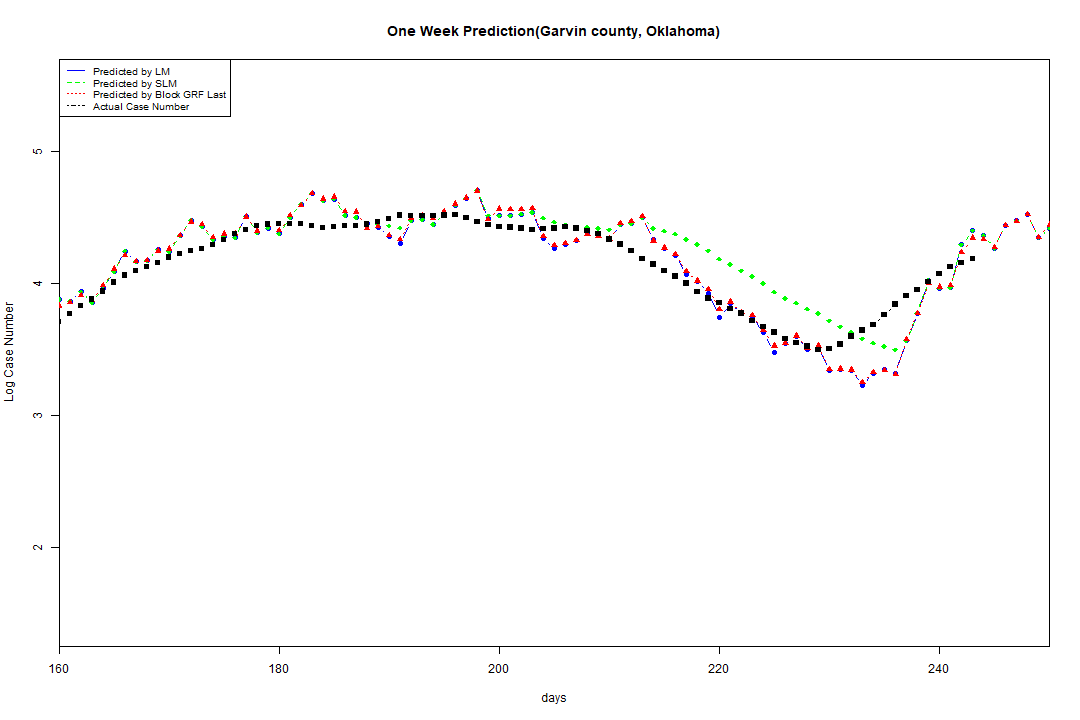 One Week Prediction(Garvin county, Oklahoma)
Predicted by LM
Predicted by SLM
Predicted by Block GRF Last
Actual Case Number
5
4
3
2
Log Case Number
160 180 200 220 240
days